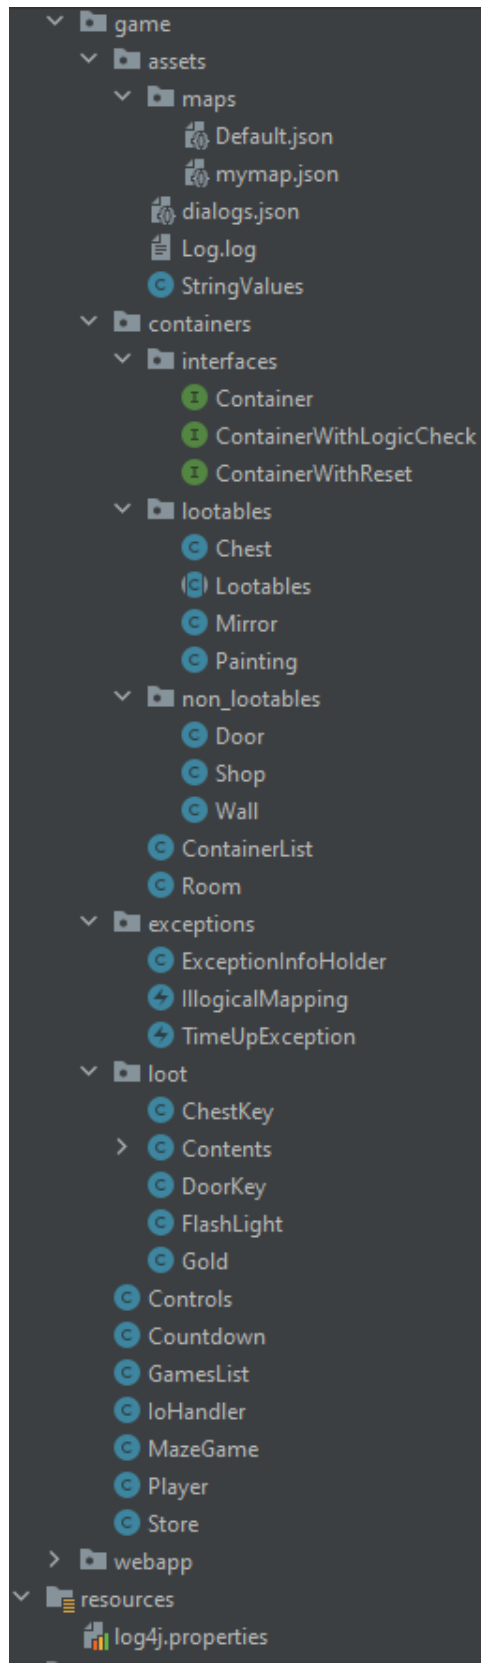 game
assets
maps
Default.json
mymap.json
dialogs.json
Log.log
StringValues
containers
interfaces
Container
ContainerWithLogicCheck
ContainerWithReset
lootables
Chest
Lootables
Mirror
Painting
non_lootables
Door
Shop
Wall
ContainerList
Room
exceptions
ExceptionInfoHolder
IllogicalMapping
TimeUpException
loot
ChestKey
Contents
DoorKey
FlashLight
Gold
Controls
Countdown
GamesList
IoHandler
MazeGame
Player
Store
webapp
resources
log4j.properties